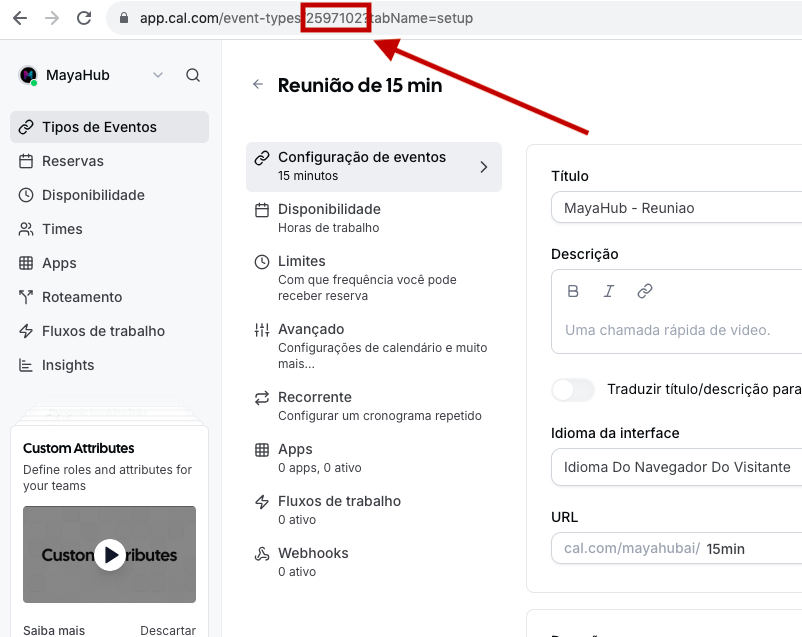 app.cal.com/event-types/2597102?tabName=setup
MayaHub
Tipos de Eventos
Reservas
Disponibilidade
Times
Apps
Roteamento
Fluxos de trabalho
Insights
Custom Attributes
Define roles and attributes for
your teams
Saiba mais
Descartar
Reunião de 15 min
Configuração de eventos
15 minutos
Disponibilidade
Horas de trabalho
Limites
Com que frequência você pode
receber reserva
Avançado
Configurações de calendário e muito
mais...
Recorrente
Configurar um cronograma repetido
Apps
0 apps, 0 ativo
Fluxos de trabalho
0 ativo
Webhooks
0 ativo
Título
MayaHub - Reuniao
Descrição
B I
Uma chamada rápida de video.
Traduzir título/descrição para
Idioma da interface
Idioma Do Navegador Do Visitante
URL
cal.com/mayahubai/ 15min